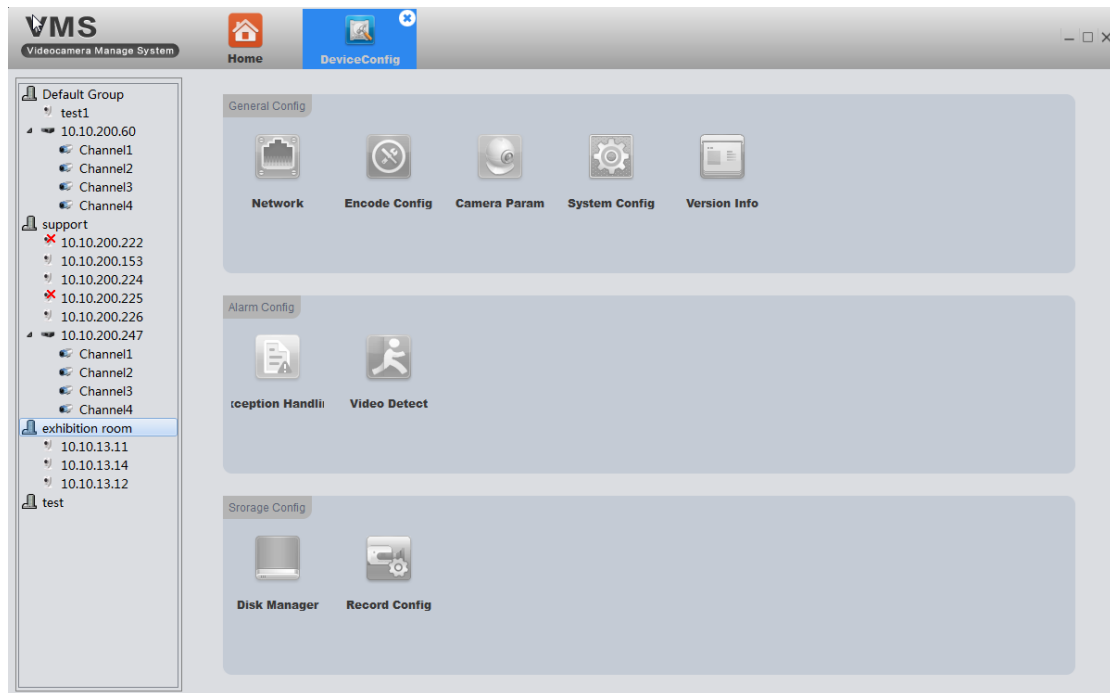 VMS
Videocamera Manage System
Home
DeviceConfig
Default Group
test1
10.10.200.60
Channel1
Channel2
Channel3
Channel4
support
10.10.200.222
10.10.200.153
10.10.200.224
10.10.200.225
10.10.200.226
10.10.200.247
Channel1
Channel2
Channel3
Channel4
exhibition room
10.10.13.11
10.10.13.14
10.10.13.12
test
General Config
Network Encode Config Camera Param System Config Version Info
Alarm Config
xception Handlin Video Detect
Srorage Config
Disk Manager Record Config